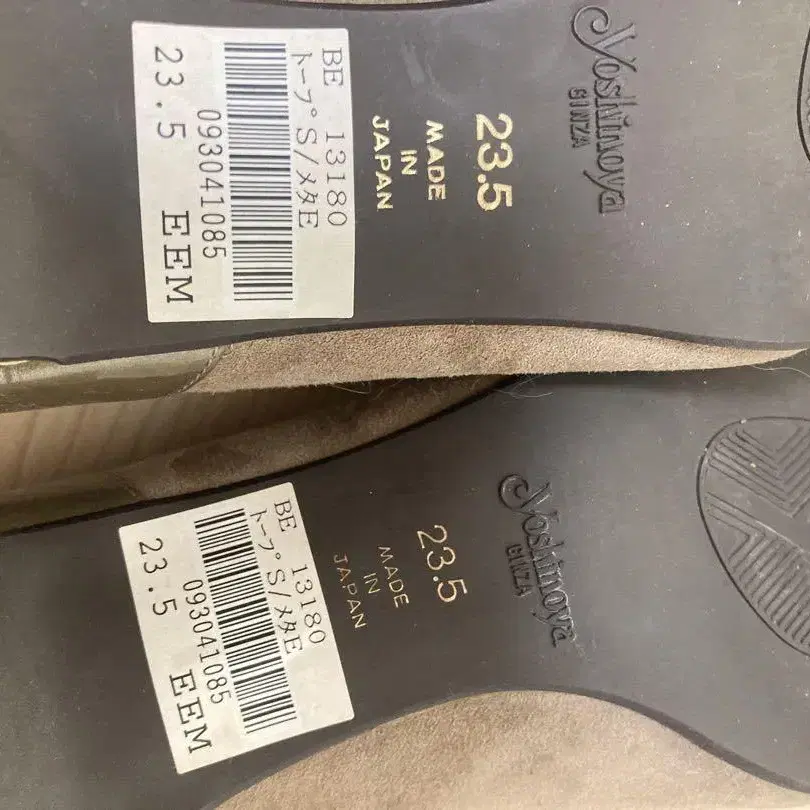 Yoshinoya
GINZA
23.5
MADE
IN
JAPAN
BE 13180
トープS/メタE
093041085
23.5 EEM
Yoshinoya
GINZA
23.5
MADE
IN
JAPAN
BE 13180
トープS/メタE
093041085
23.5 EEM